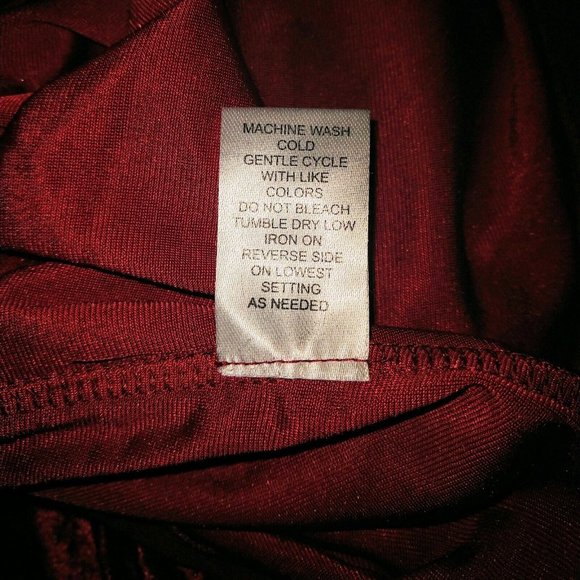 MACHINE WASH
COLD
GENTLE CYCLE
WITH LIKE
COLORS
DO NOT BLEACH
TUMBLE DRY LOW
IRON ON
REVERSE SIDE
ON LOWEST
SETTING
AS NEEDED